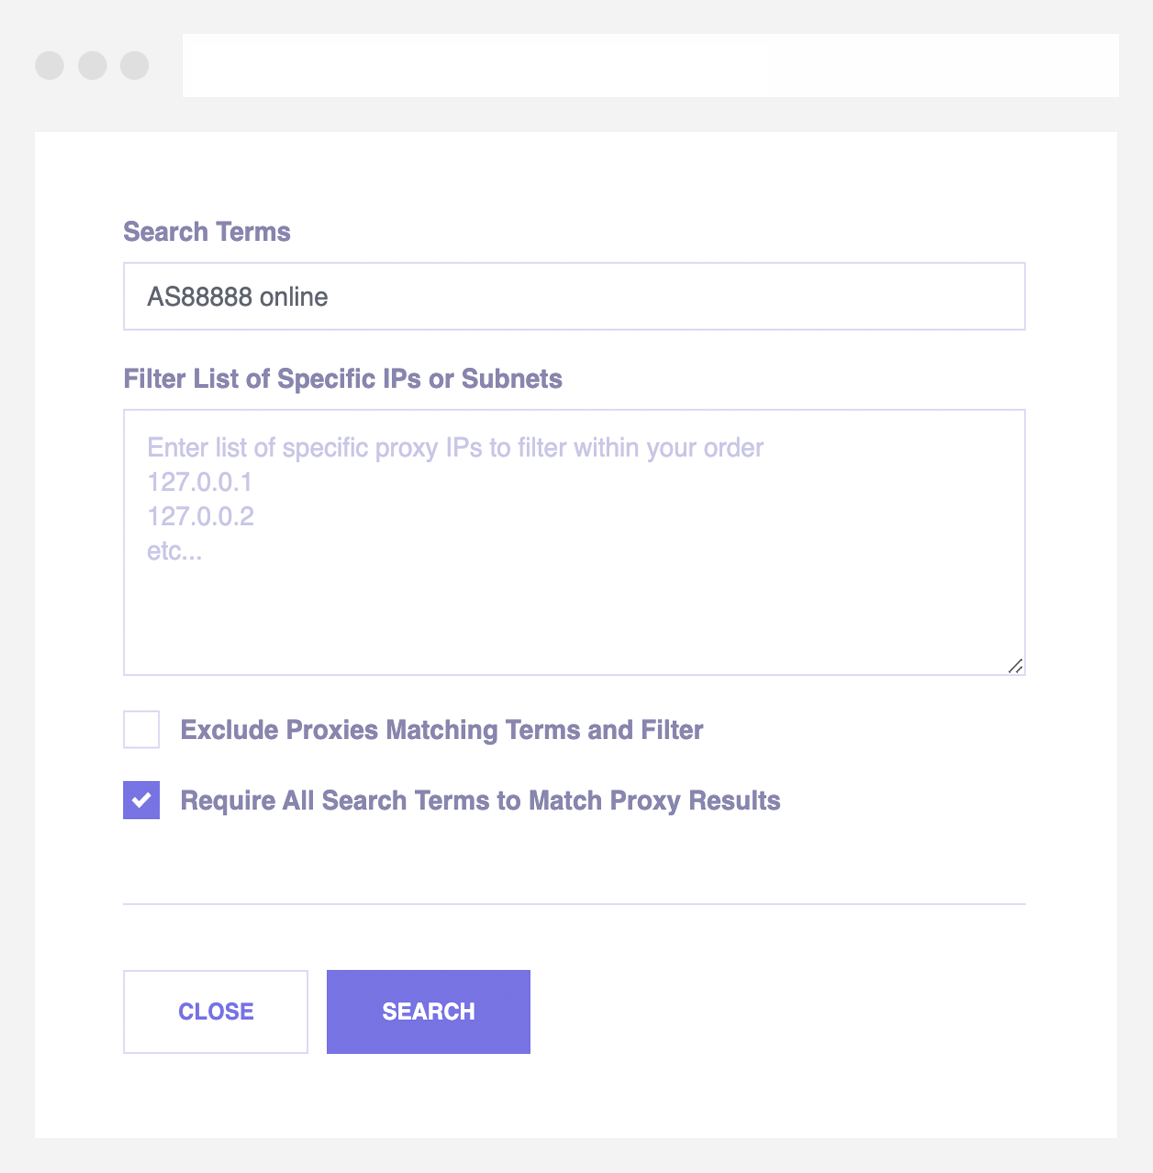 Search Terms
AS88888 online
Filter List of Specific IPs or Subnets
Enter list of specific proxy IPs to filter within your order
127.0.0.1
127.0.0.2
etc...
Exclude Proxies Matching Terms and Filter
Require All Search Terms to Match Proxy Results
CLOSE SEARCH